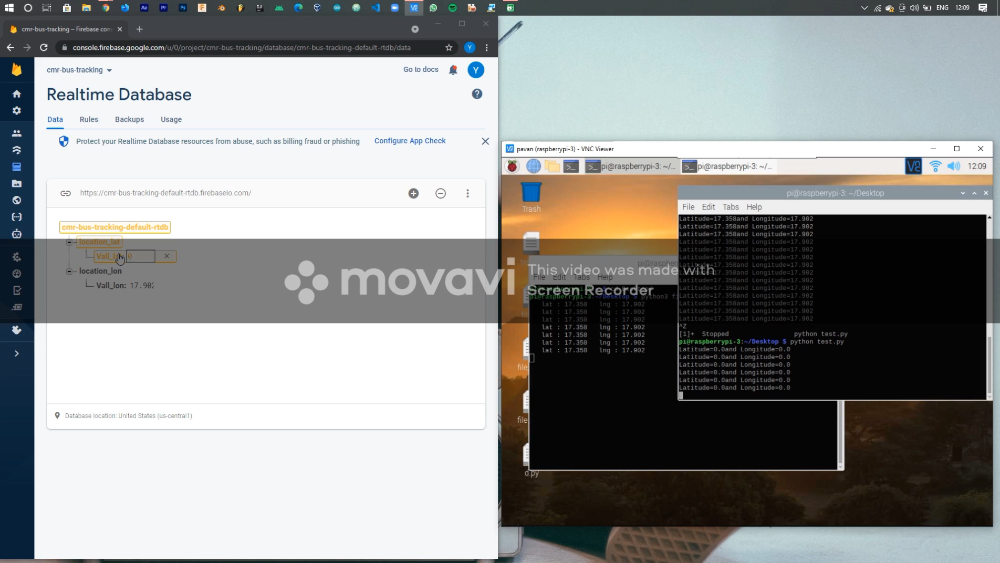 ENG
12:09
cmr-bus-tracking – Firebase con
console.firebase.google.com/u/0/project/cmr-bus-tracking/database/cmr-bus-tracking-default-rtdb/data
Y
cmr-bus-tracking
Go to docs
Y
Realtime Database
Data
Rules
Backups
Usage
Protect your Realtime Database resources from abuse, such as billing fraud or phishing
Configure App Check
https://cmr-bus-tracking-default-rtdb.firebaseio.com/
cmr-bus-tracking-default-rtdb
location_lat
0
location_lon
Vall_lon: 17.902
Database location: United States (us-central1)
movavi
This video was made with
Screen Recorder
pavan (raspberrypi-3) - VNC Viewer
pi@raspberrypi-3: ~/...
pi@raspberrypi-3: ~/...
12:09
Trash
pi@raspberrypi-3: ~/Desktop
File Edit Tabs Help
Latitude=17.358and Longitude=17.902
Latitude=17.358and Longitude=17.902
Latitude=17.358and Longitude=17.902
Latitude=17.358and Longitude=17.902
Latitude=17.358and Longitude=17.902
Latitude=17.358and Longitude=17.902
Latitude=17.358and Longitude=17.902
Latitude=17.358and Longitude=17.902
Latitude=17.358and Longitude=17.902
Latitude=17.358and Longitude=17.902
Latitude=17.358and Longitude=17.902
Latitude=17.358and Longitude=17.902
Latitude=17.358and Longitude=17.902
Latitude=17.358and Longitude=17.902
^Z
[1]+ Stopped python test.py
pi@raspberrypi-3:~/Desktop $ python test.py
Latitude=0.0and Longitude=0.0
Latitude=0.0and Longitude=0.0
Latitude=0.0and Longitude=0.0
Latitude=0.0and Longitude=0.0
Latitude=0.0and Longitude=0.0
Latitude=0.0and Longitude=0.0
File Edit Tabs Help
pi@raspberrypi-3:~/Desktop $ python3 fi
lat : 17.358 lng : 17.902
lat : 17.358 lng : 17.902
lat : 17.358 lng : 17.902
lat : 17.358 lng : 17.902
lat : 17.358 lng : 17.902
lat : 17.358 lng : 17.902
lat : 17.358 lng : 17.902
file_
file_
d.py